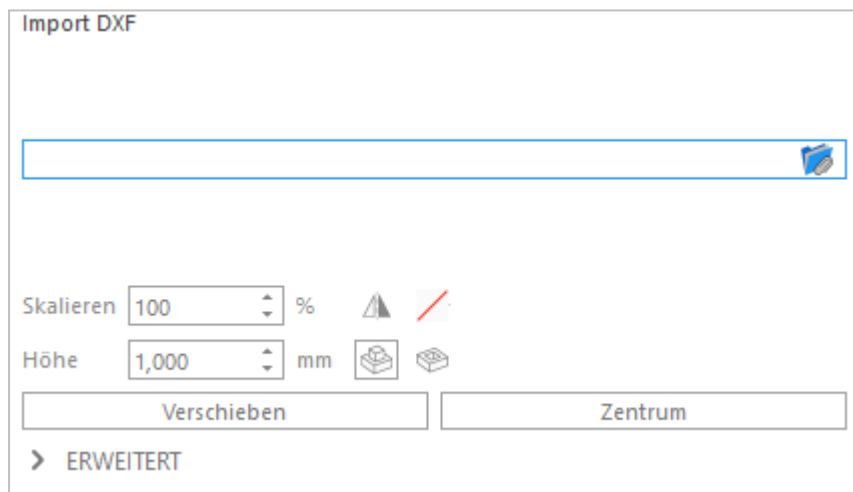 Import DXF
Skalieren 100 %
Höhe 1,000 mm
Verschieben Zentrum
ERWEITERT